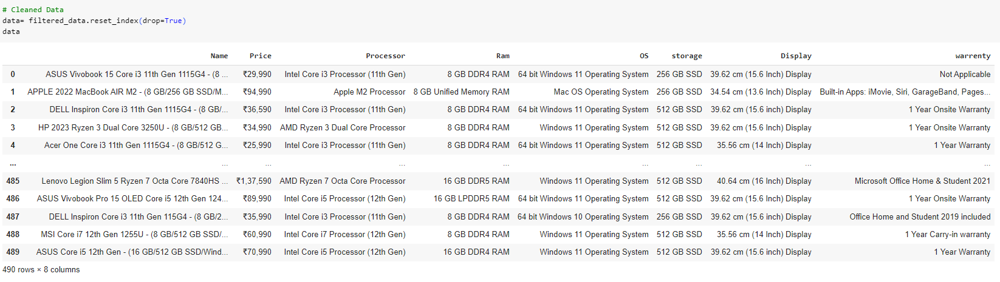 # Cleaned Data
data= filtered_data.reset_index(drop=True)
data
Name Price Processor Ram OS storage Display warrenty
0 ASUS Vivobook 15 Core i3 11th Gen 1115G4 - (8 ... ₹29,990 Intel Core i3 Processor (11th Gen) 8 GB DDR4 RAM 64 bit Windows 11 Operating System 256 GB SSD 39.62 cm (15.6 Inch) Display Not Applicable
1 APPLE 2022 MacBook AIR M2 - (8 GB/256 GB SSD/M... ₹94,990 Apple M2 Processor 8 GB Unified Memory RAM Mac OS Operating System 256 GB SSD 34.54 cm (13.6 Inch) Display Built-in Apps: iMovie, Siri, GarageBand, Pages...
2 DELL Inspiron Core i3 11th Gen 1115G4 - (8 GB/... ₹36,590 Intel Core i3 Processor (11th Gen) 8 GB DDR4 RAM 64 bit Windows 11 Operating System 512 GB SSD 39.62 cm (15.6 inch) Display 1 Year Onsite Warranty
3 HP 2023 Ryzen 3 Dual Core 3250U - (8 GB/512 GB... ₹34,990 AMD Ryzen 3 Dual Core Processor 8 GB DDR4 RAM Windows 11 Operating System 512 GB SSD 39.62 cm (15.6 inch) Display 1 Year Onsite Warranty
4 Acer One Core i3 11th Gen 1115G4 - (8 GB/512 G... ₹25,990 Intel Core i3 Processor (11th Gen) 8 GB DDR4 RAM 64 bit Windows 11 Operating System 512 GB SSD 35.56 cm (14 Inch) Display 1 Year Warranty
... ... ... ... ... ... ... ... ...
485 Lenovo Legion Slim 5 Ryzen 7 Octa Core 7840HS ... ₹1,37,590 AMD Ryzen 7 Octa Core Processor 16 GB DDR5 RAM Windows 11 Operating System 512 GB SSD 40.64 cm (16 Inch) Display Microsoft Office Home & Student 2021
486 ASUS Vivobook Pro 15 OLED Core i5 12th Gen 124... ₹89,990 Intel Core i5 Processor (12th Gen) 16 GB LPDDR5 RAM 64 bit Windows 11 Operating System 512 GB SSD 39.62 cm (15.6 Inch) Display 1 Year Onsite Warranty
487 DELL Inspiron Core i3 11th Gen 115G4 - (8 GB/2... ₹35,990 Intel Core i3 Processor (11th Gen) 8 GB DDR4 RAM 64 bit Windows 10 Operating System 256 GB SSD 39.62 cm (15.6 inch) Display Office Home and Student 2019 included
488 MSI Core i7 12th Gen 1255U - (8 GB/512 GB SSD/... ₹60,990 Intel Core i7 Processor (12th Gen) 8 GB DDR4 RAM Windows 11 Operating System 512 GB SSD 35.56 cm (14 Inch) Display 1 Year Carry-in warranty
489 ASUS Core i5 12th Gen - (16 GB/512 GB SSD/Wind... ₹70,990 Intel Core i5 Processor (12th Gen) 16 GB DDR4 RAM Windows 11 Operating System 512 GB SSD 39.62 cm (15.6 inch) Display 1 Year Warranty
490 rows × 8 columns